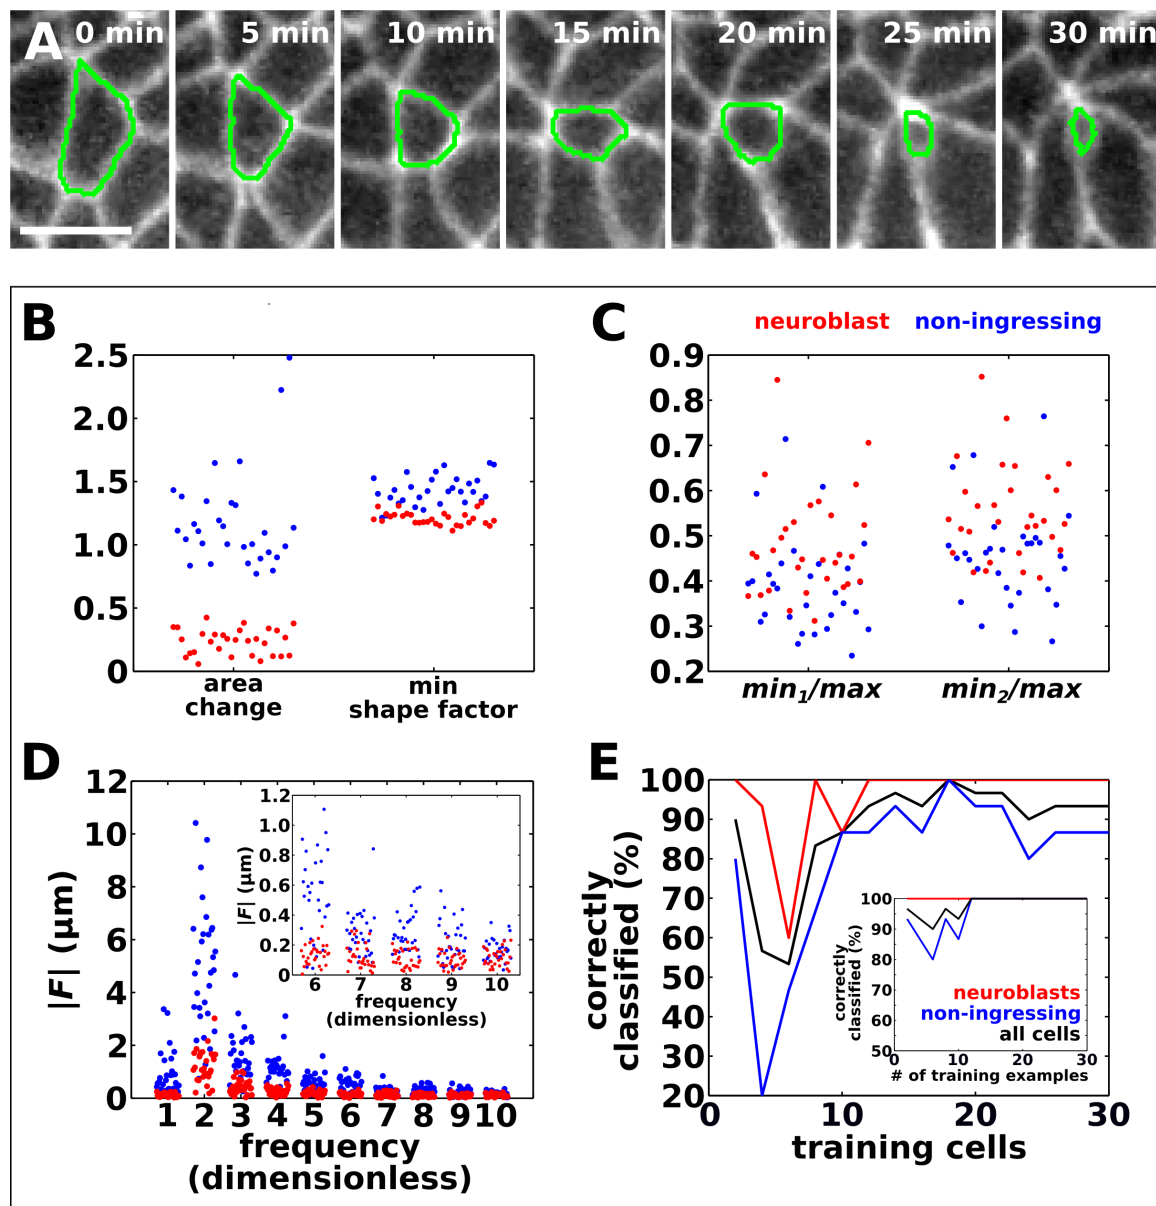 A
0 min
5 min
10 min
15 min
20 min
25 min
30 min
B
2.5
2.0
1.5
1.0
0.5
0
area
change
min
shape factor
C
neuroblast
non-ingressing
0.9
0.8
0.7
0.6
0.5
0.4
0.3
0.2
min1/max
min2/max
D
12
10
8
6
4
2
0
|F| (μm)
1 2 3 4 5 6 7 8 9 10
frequency
(dimensionless)
1.2
1.0
0.8
0.6
0.4
0.2
0
|F| (μm)
6 7 8 9 10
frequency
(dimensionless)
E
100
90
80
70
60
50
40
30
20
correctly
classified (%)
0 10 20 30
training cells
100
90
80
70
60
50
correctly
classified (%)
neuroblasts
non-ingressing
all cells
0 10 20 30
# of training examples